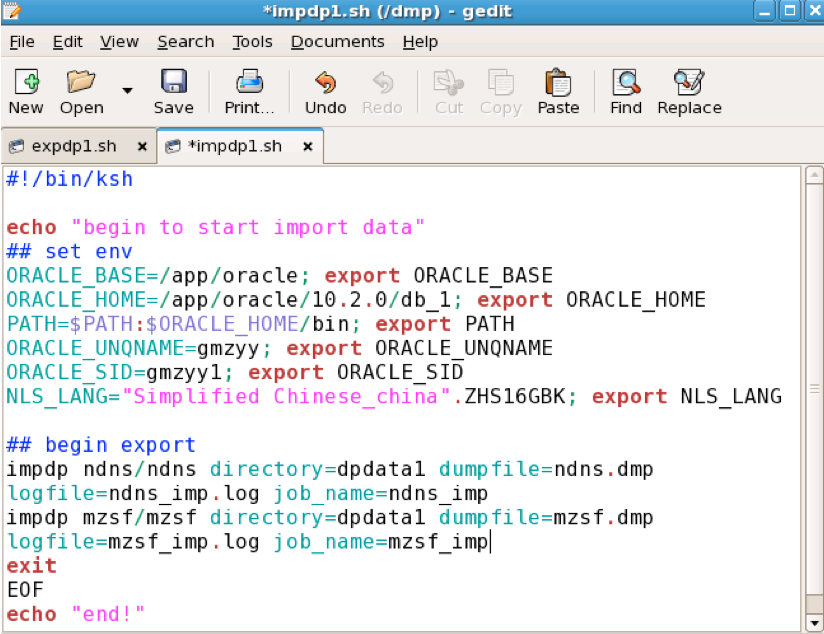 *impdp1.sh (/dmp) - gedit
File Edit View Search Tools Documents Help
New Open Save Print... Undo Redo Cut Copy Paste Find Replace
expdp1.sh *impdp1.sh
#!/bin/ksh
echo "begin to start import data"
## set env
ORACLE_BASE=/app/oracle; export ORACLE_BASE
ORACLE_HOME=/app/oracle/10.2.0/db_1; export ORACLE_HOME
PATH=$PATH:$ORACLE_HOME/bin; export PATH
ORACLE_UNQNAME=gmzyy; export ORACLE_UNQNAME
ORACLE_SID=gmzyy1; export ORACLE_SID
NLS_LANG="Simplified Chinese_china".ZHS16GBK; export NLS_LANG
## begin export
impdp ndns/ndns directory=dpdata1 dumpfile=ndns.dmp
logfile=ndns_imp.log job_name=ndns_imp
impdp mzsf/mzsf directory=dpdata1 dumpfile=mzsf.dmp
logfile=mzsf_imp.log job_name=mzsf_imp
exit
EOF
echo "end!"